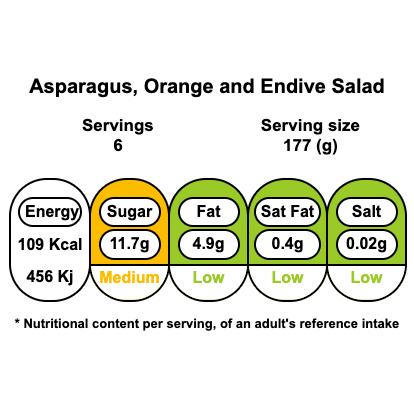 Asparagus, Orange and Endive Salad
Servings Serving size
6 177 (g)
Energy Sugar Fat Sat Fat Salt
109 Kcal 11.7g 4.9g 0.4g 0.02g
456 Kj Medium Low Low Low
* Nutritional content per serving, of an adult's reference intake